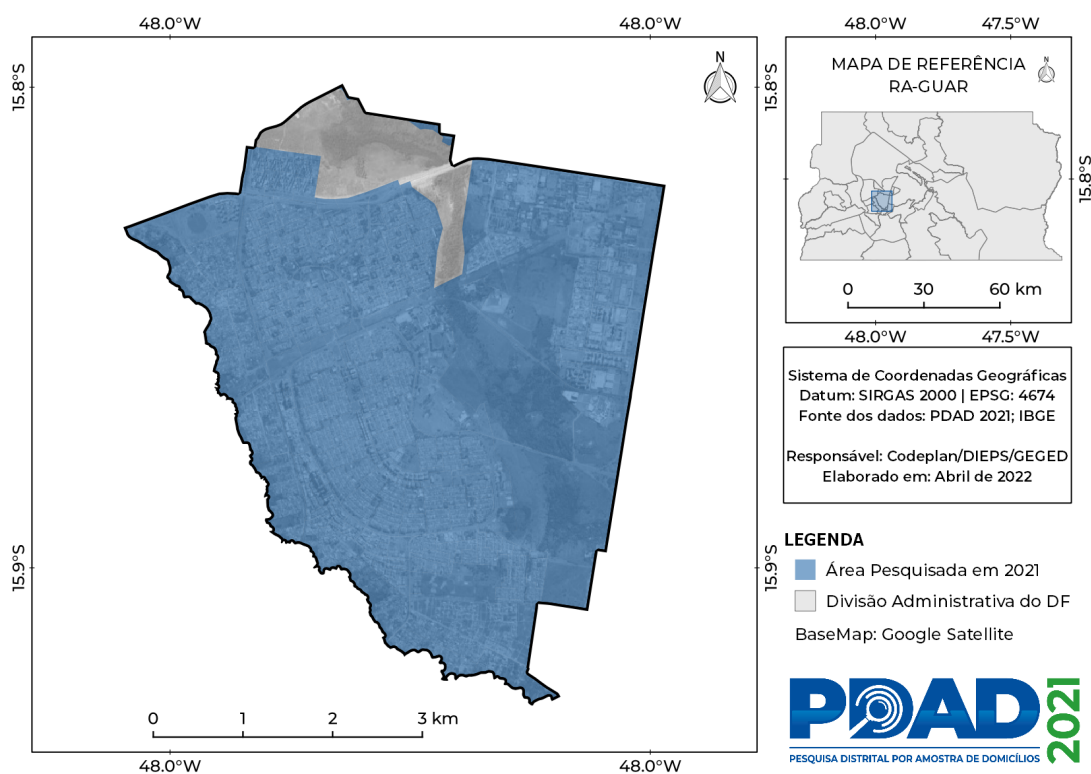 48.0°W
48.0°W
15.8°S
15.9°S
N
0 1 2 3 km
48.0°W
48.0°W
48.0°W
47.5°W
MAPA DE REFERÊNCIA
RA-GUAR
N
15.8°S
15.8°S
0 30 60 km
48.0°W
47.5°W
Sistema de Coordenadas Geográficas
Datum: SIRGAS 2000 | EPSG: 4674
Fonte dos dados: PDAD 2021; IBGE
Responsável: Codeplan/DIEPS/GEGED
Elaborado em: Abril de 2022
15.9°S
LEGENDA
Área Pesquisada em 2021
Divisão Administrativa do DF
BaseMap: Google Satellite
PDAD 2021
PESQUISA DISTRITAL POR AMOSTRA DE DOMICÍLIOS